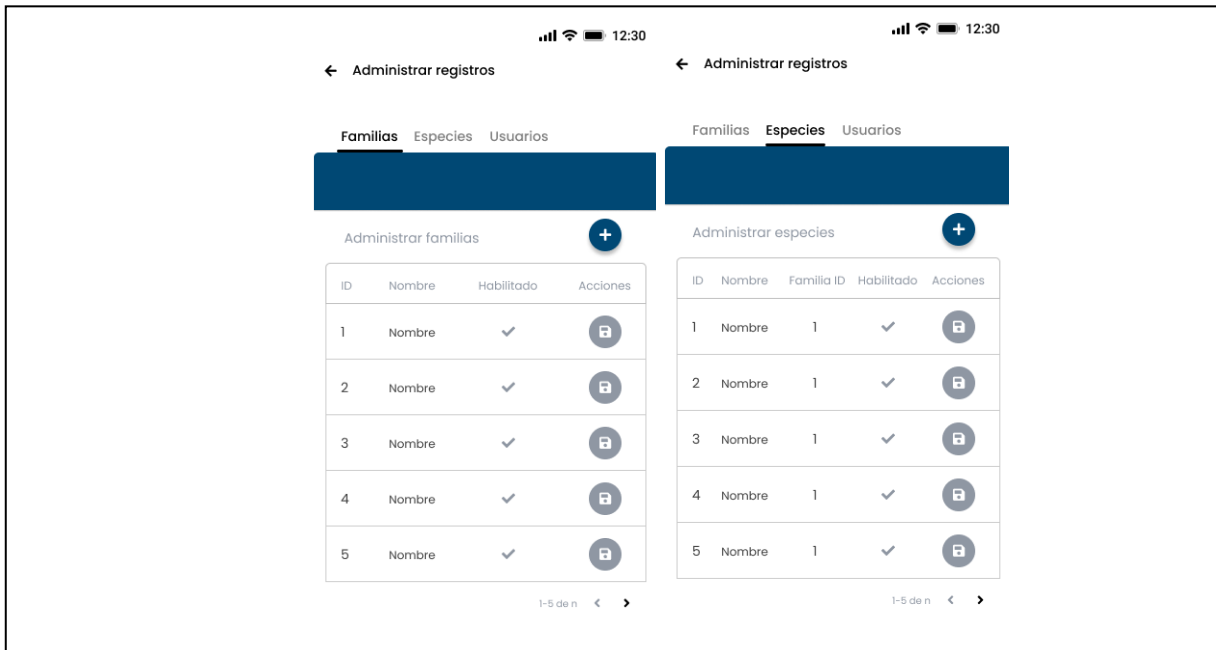 12:30
Administrar registros
Familias Especies Usuarios
Administrar familias
ID Nombre Habilitado Acciones
1 Nombre
2 Nombre
3 Nombre
4 Nombre
5 Nombre
1-5 de n
12:30
Administrar registros
Familias Especies Usuarios
Administrar especies
ID Nombre Familia ID Habilitado Acciones
1 Nombre 1
2 Nombre 1
3 Nombre 1
4 Nombre 1
5 Nombre 1
1-5 de n